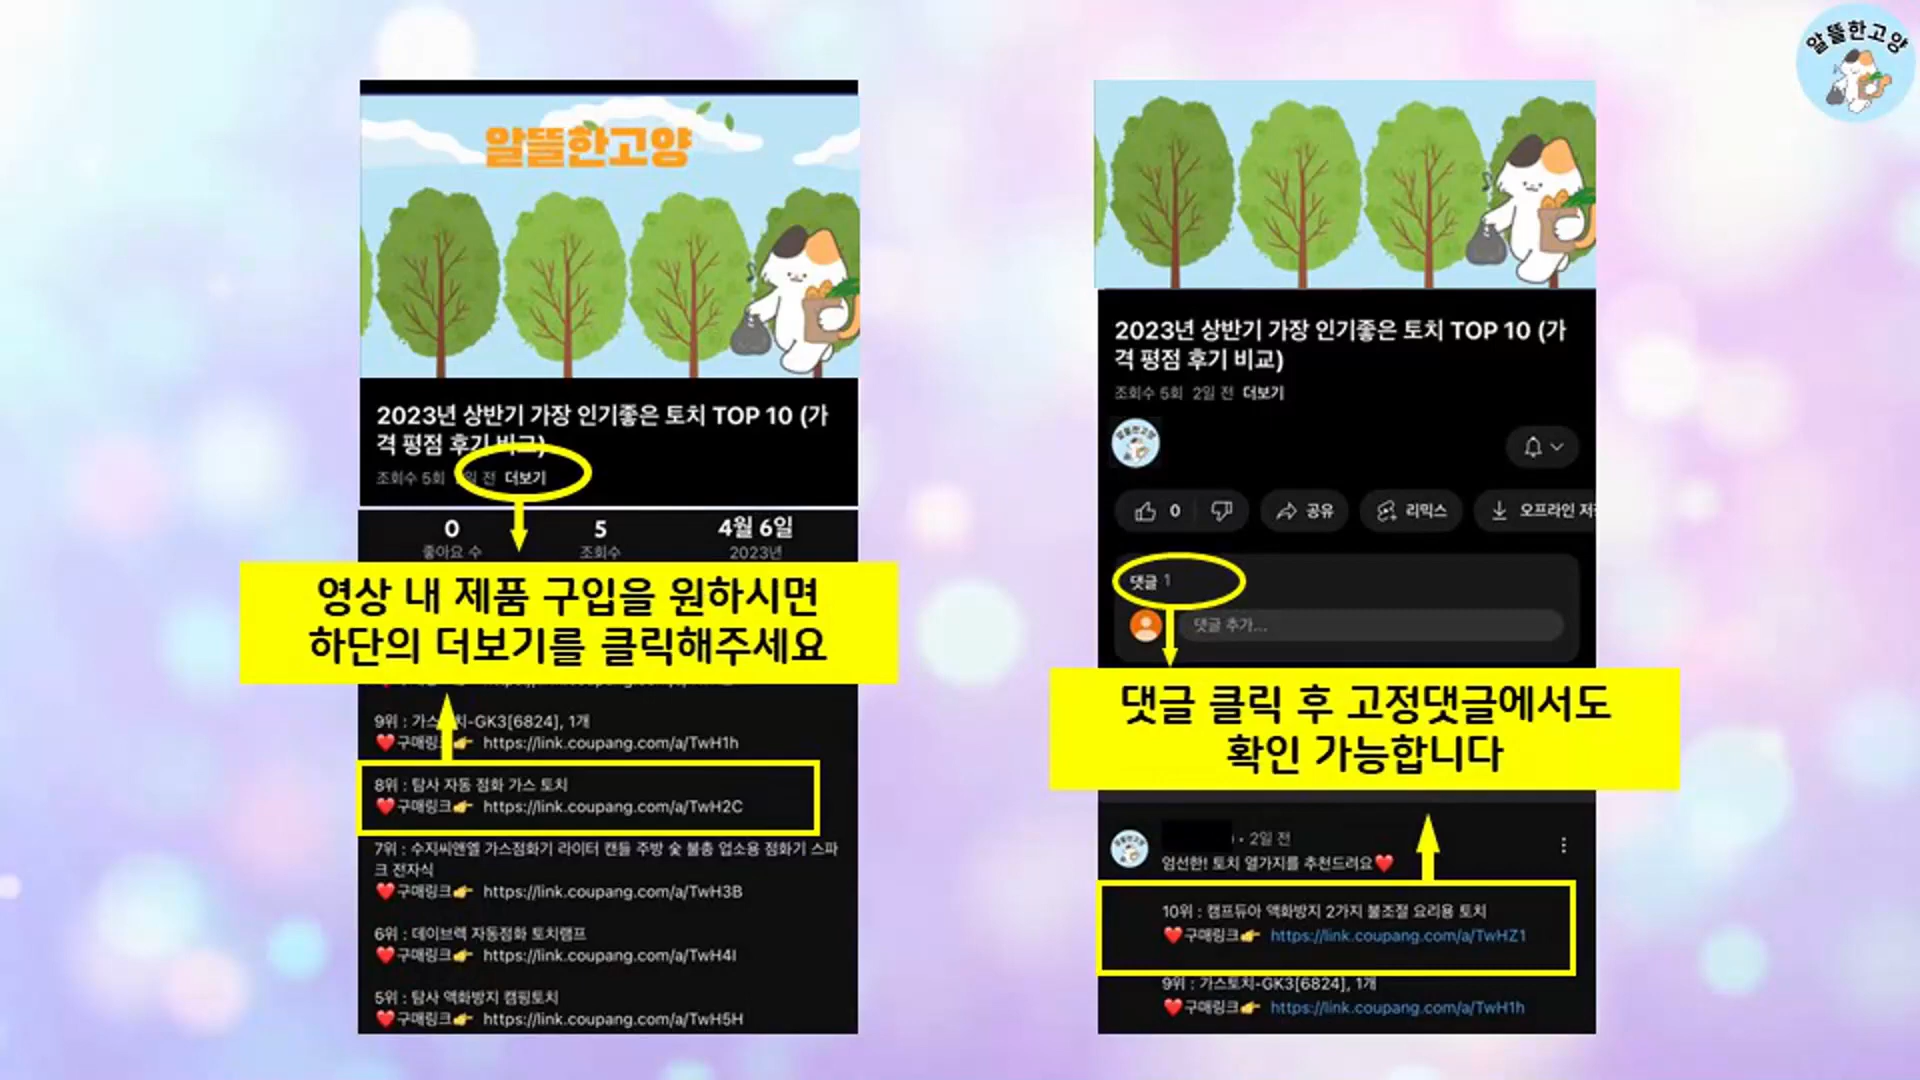 알뜰한고양
알뜰한고양
2023년 상반기 가장 인기좋은 토치 TOP 10 (가
격 평점 후기 비교)
조회수 5회 일 전 더보기
0 5 4월 6일
좋아요 수 조회수 2023년
영상 내 제품 구입을 원하시면
하단의 더보기를 클릭해주세요
9위 : 가스토치-GK3[6824], 1개
❤️구매링크👉 https://link.coupang.com/a/TwH1h
8위 : 탐사 자동 점화 가스 토치
❤️구매링크👉 https://link.coupang.com/a/TwH2C
7위 : 수지씨앤엘 가스점화기 라이터 캔들 주방 숯 불총 업소용 점화기 스파
크 전자식
❤️구매링크👉 https://link.coupang.com/a/TwH3B
6위 : 데이브렉 자동점화 토치램프
❤️구매링크👉 https://link.coupang.com/a/TwH4I
5위 : 탐사 액화방지 캠핑토치
❤️구매링크👉 https://link.coupang.com/a/TwH5H
2023년 상반기 가장 인기좋은 토치 TOP 10 (가
격 평점 후기 비교)
조회수 5회 2일 전 더보기
알뜰한고양
0 공유 리믹스 오프라인 저
댓글 1
댓글 추가...
댓글 클릭 후 고정댓글에서도
확인 가능합니다
알뜰한고양
• 2일 전
엄선한! 토치 열가지를 추천드려요❤️
10위 : 캠프듀아 액화방지 2가지 불조절 요리용 토치
❤️구매링크👉 https://link.coupang.com/a/TwHZ1
9위 : 가스토치-GK3[6824], 1개
❤️구매링크👉 https://link.coupang.com/a/TwH1h